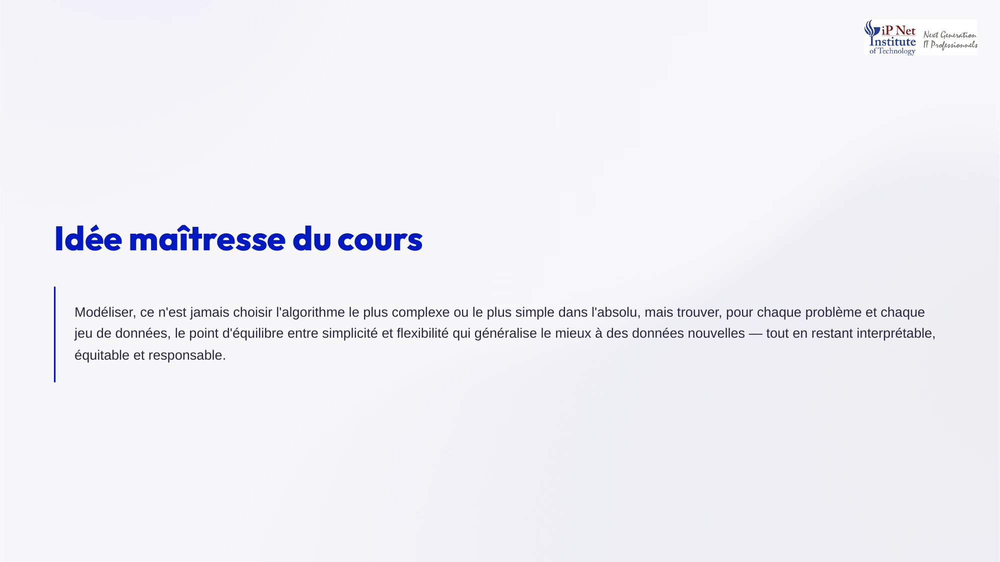 iP Net
Institute
of Technology
Next Generation
IT Professionnels
Idée maîtresse du cours
Modéliser, ce n'est jamais choisir l'algorithme le plus complexe ou le plus simple dans l'absolu, mais trouver, pour chaque problème et chaque
jeu de données, le point d'équilibre entre simplicité et flexibilité qui généralise le mieux à des données nouvelles — tout en restant interprétable,
équitable et responsable.